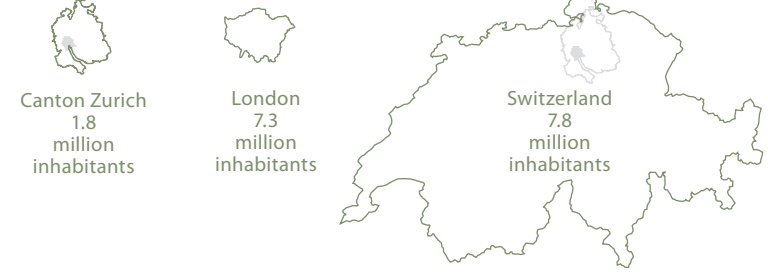 Canton Zurich
1.8
million
inhabitants
London
7.3
million
inhabitants
Switzerland
7.8
million
inhabitants